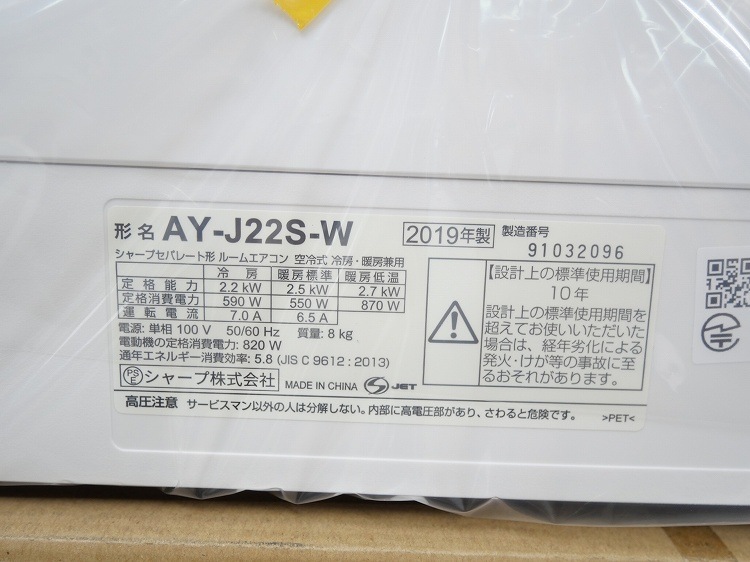 形名 AY-J22S-W 2019年製 製造番号 91032096
シャープセパレート形 ルームエアコン 空冷式 冷房・暖房兼用
冷房 暖房標準 暖房低温
定格能力 2.2 kW 2.5 kW 2.7 kW
定格消費電力 590 W 550 W 870 W
運転電流 7.0 A 6.5 A
電源: 単相 100 V 50/60 Hz 質量: 8 kg
電動機の定格消費電力: 820 W
通年エネルギー消費効率: 5.8 (JIS C 9612 : 2013)
PSE シャープ株式会社 MADE IN CHINA JET
【設計上の標準使用期間】
10年
設計上の標準使用期間を
超えてお使いいただいた
場合は、経年劣化による
発火・けが等の事故に至
るおそれがあります。
高圧注意 サービスマン以外の人は分解しない。内部に高電圧部があり、さわると危険です。 >PET<